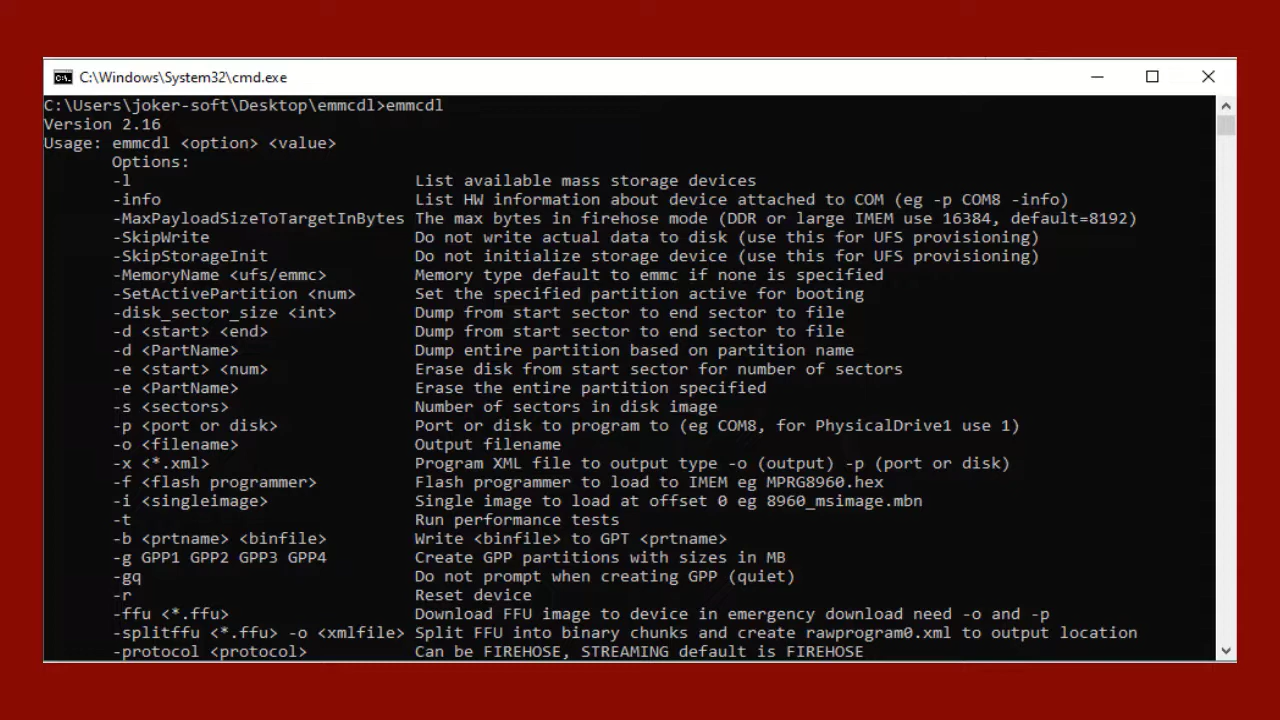 C:\Windows\System32\cmd.exe
C:\Users\joker-soft\Desktop\emmcdl>emmcdl
Version 2.16
Usage: emmcdl <option> <value>
Options:
-l List available mass storage devices
-info List HW information about device attached to COM (eg -p COM8 -info)
-MaxPayloadSizeToTargetInBytes The max bytes in firehose mode (DDR or large IMEM use 16384, default=8192)
-SkipWrite Do not write actual data to disk (use this for UFS provisioning)
-SkipStorageInit Do not initialize storage device (use this for UFS provisioning)
-MemoryName <ufs/emmc> Memory type default to emmc if none is specified
-SetActivePartition <num> Set the specified partition active for booting
-disk_sector_size <int> Dump from start sector to end sector to file
-d <start> <end> Dump from start sector to end sector to file
-d <PartName> Dump entire partition based on partition name
-e <start> <num> Erase disk from start sector for number of sectors
-e <PartName> Erase the entire partition specified
-s <sectors> Number of sectors in disk image
-p <port or disk> Port or disk to program to (eg COM8, for PhysicalDrive1 use 1)
-o <filename> Output filename
-x <*.xml> Program XML file to output type -o (output) -p (port or disk)
-f <flash programmer> Flash programmer to load to IMEM eg MPRG8960.hex
-i <singleimage> Single image to load at offset 0 eg 8960_msimage.mbn
-t Run performance tests
-b <prtname> <binfile> Write <binfile> to GPT <prtname>
-g GPP1 GPP2 GPP3 GPP4 Create GPP partitions with sizes in MB
-gq Do not prompt when creating GPP (quiet)
-r Reset device
-ffu <*.ffu> Download FFU image to device in emergency download need -o and -p
-splitffu <*.ffu> -o <xmlfile> Split FFU into binary chunks and create rawprogram0.xml to output location
-protocol <protocol> Can be FIREHOSE, STREAMING default is FIREHOSE